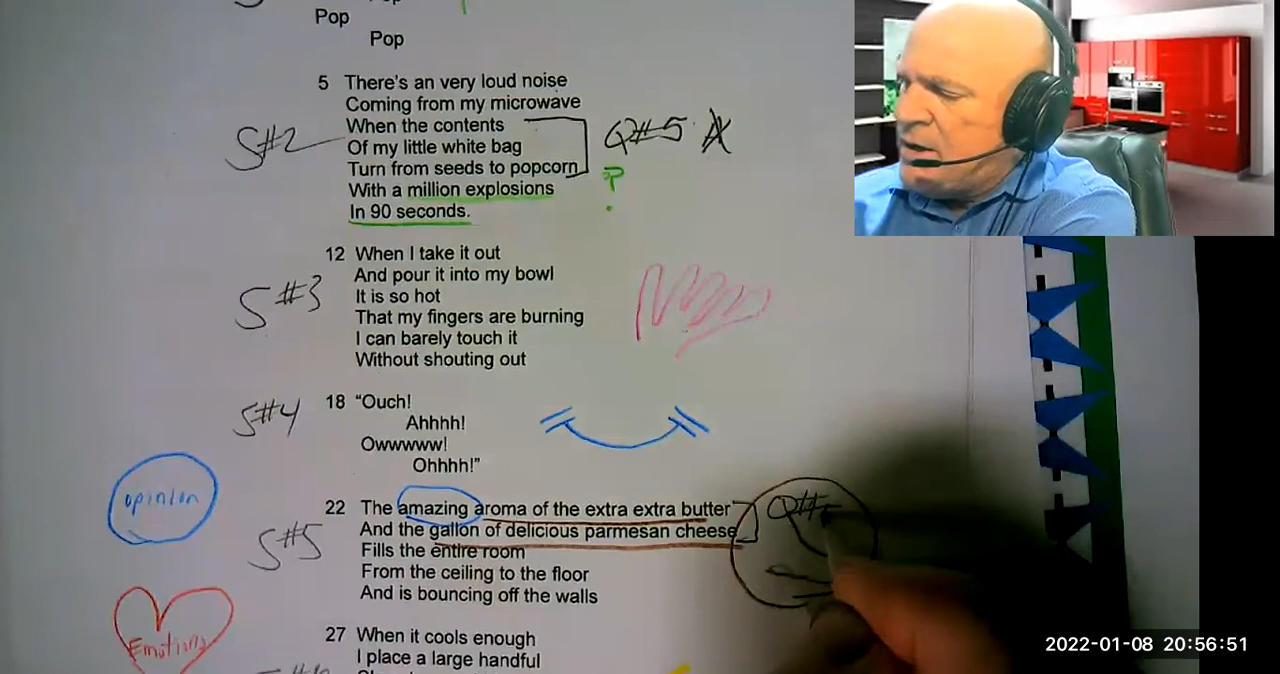 Pop
Pop
5 There's an very loud noise
Coming from my microwave
When the contents
S#2 Of my little white bag Q#5 A
Turn from seeds to popcorn
With a million explosions ?
In 90 seconds.
12 When I take it out
And pour it into my bowl
S#3 It is so hot
That my fingers are burning
I can barely touch it
Without shouting out
S#4 18 "Ouch!
Ahhhh!
Owwwww!
Ohhhh!"
opinion
22 The amazing aroma of the extra extra butter Q#
S#5 And the gallon of delicious parmesan cheese
Fills the entire room
From the ceiling to the floor
And is bouncing off the walls
27 When it cools enough
Emotions I place a large handful
2022-01-08 20:56:51